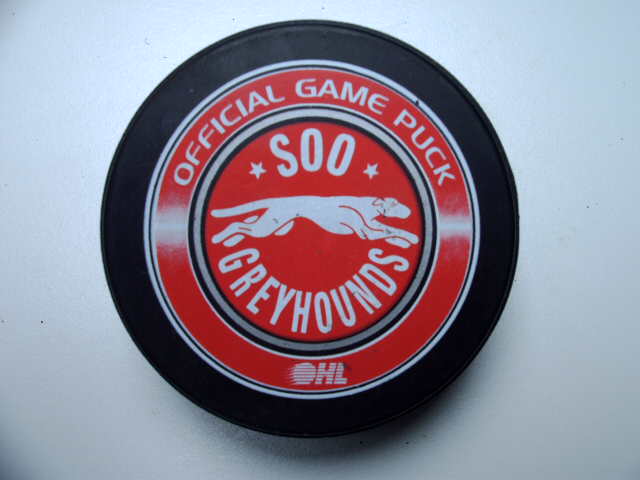 OFFICIAL GAME PUCK
SOO
GREYHOUNDS
OHL